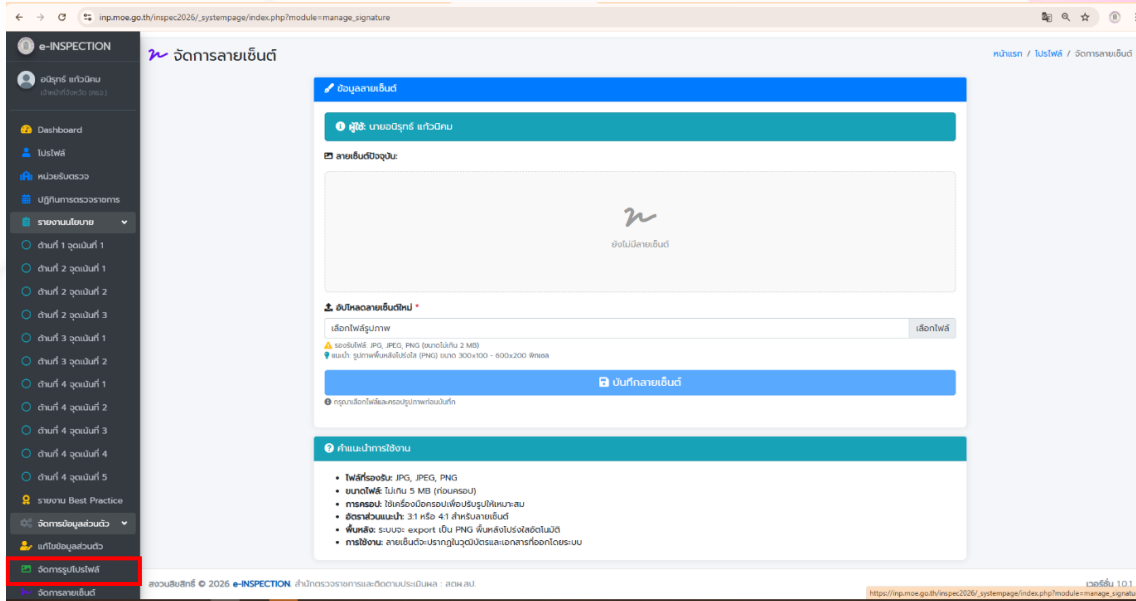 inp.moe.go.th/inspec2026/_systempage/index.php?module=manage_signature
e-INSPECTION
อนิรุทธ์ แก้วนิคม
Dashboard
โปรไฟล์
หน่วยรับตรวจ
ปฏิทินการตรวจราชการ
รายงานนโยบาย
ด้านที่ 1 จุดเน้นที่ 1
ด้านที่ 2 จุดเน้นที่ 1
ด้านที่ 2 จุดเน้นที่ 2
ด้านที่ 2 จุดเน้นที่ 3
ด้านที่ 3 จุดเน้นที่ 1
ด้านที่ 3 จุดเน้นที่ 2
ด้านที่ 4 จุดเน้นที่ 1
ด้านที่ 4 จุดเน้นที่ 2
ด้านที่ 4 จุดเน้นที่ 3
ด้านที่ 4 จุดเน้นที่ 4
ด้านที่ 4 จุดเน้นที่ 5
รายงาน Best Practice
จัดการข้อมูลส่วนตัว
แก้ไขข้อมูลส่วนตัว
จัดการรูปโปรไฟล์
จัดการลายเซ็นต์
จัดการลายเซ็นต์
หน้าแรก / โปรไฟล์ / จัดการลายเซ็นต์
ข้อมูลลายเซ็นต์
ผู้ใช้: นายอนิรุทธ์ แก้วนิคม
ลายเซ็นต์ปัจจุบัน:
ยังไม่มีลายเซ็นต์
อัปโหลดลายเซ็นต์ใหม่ *
เลือกไฟล์รูปภาพ เลือกไฟล์
รองรับไฟล์: JPG, JPEG, PNG (ขนาดไม่เกิน 2 MB)
แนะนำ: รูปภาพพื้นหลังโปร่งใส (PNG) ขนาด 300x100 - 600x200 พิกเซล
บันทึกลายเซ็นต์
กรุณาเลือกไฟล์และครอปรูปภาพก่อนบันทึก
คำแนะนำการใช้งาน
ไฟล์ที่รองรับ: JPG, JPEG, PNG
ขนาดไฟล์: ไม่เกิน 5 MB (ก่อนครอป)
การครอป: ใช้เครื่องมือครอปเพื่อปรับรูปให้เหมาะสม
อัตราส่วนแนะนำ: 3:1 หรือ 4:1 สำหรับลายเซ็นต์
พื้นหลัง: ระบบจะ export เป็น PNG พื้นหลังโปร่งใสอัตโนมัติ
การใช้งาน: ลายเซ็นต์จะปรากฏในวุฒิบัตรและเอกสารที่ออกโดยระบบ
สงวนลิขสิทธิ์ © 2026 e-INSPECTION. สำนักตรวจราชการและติดตามประเมินผล : สตผ.สป.
เวอร์ชั่น 10.1
https://inp.moe.go.th/inspec2026/_systempage/index.php?module=manage_signatu